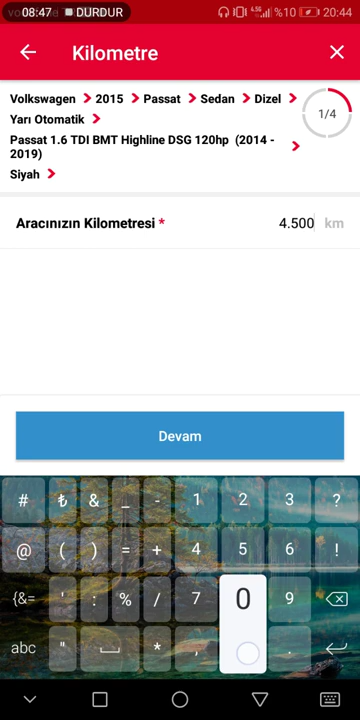 08:47 DURDUR
4.5G %10 20:44
Kilometre
Volkswagen 2015 Passat Sedan Dizel
Yarı Otomatik
1/4
Passat 1.6 TDI BMT Highline DSG 120hp (2014 -
2019)
Siyah
Aracınızın Kilometresi * 4.500 km
Devam
# ₺ & _ - 1 2 3 ?
@ ( ) = + 4 5 6 !
{&= ' : % / 7 0 9
abc " * , .